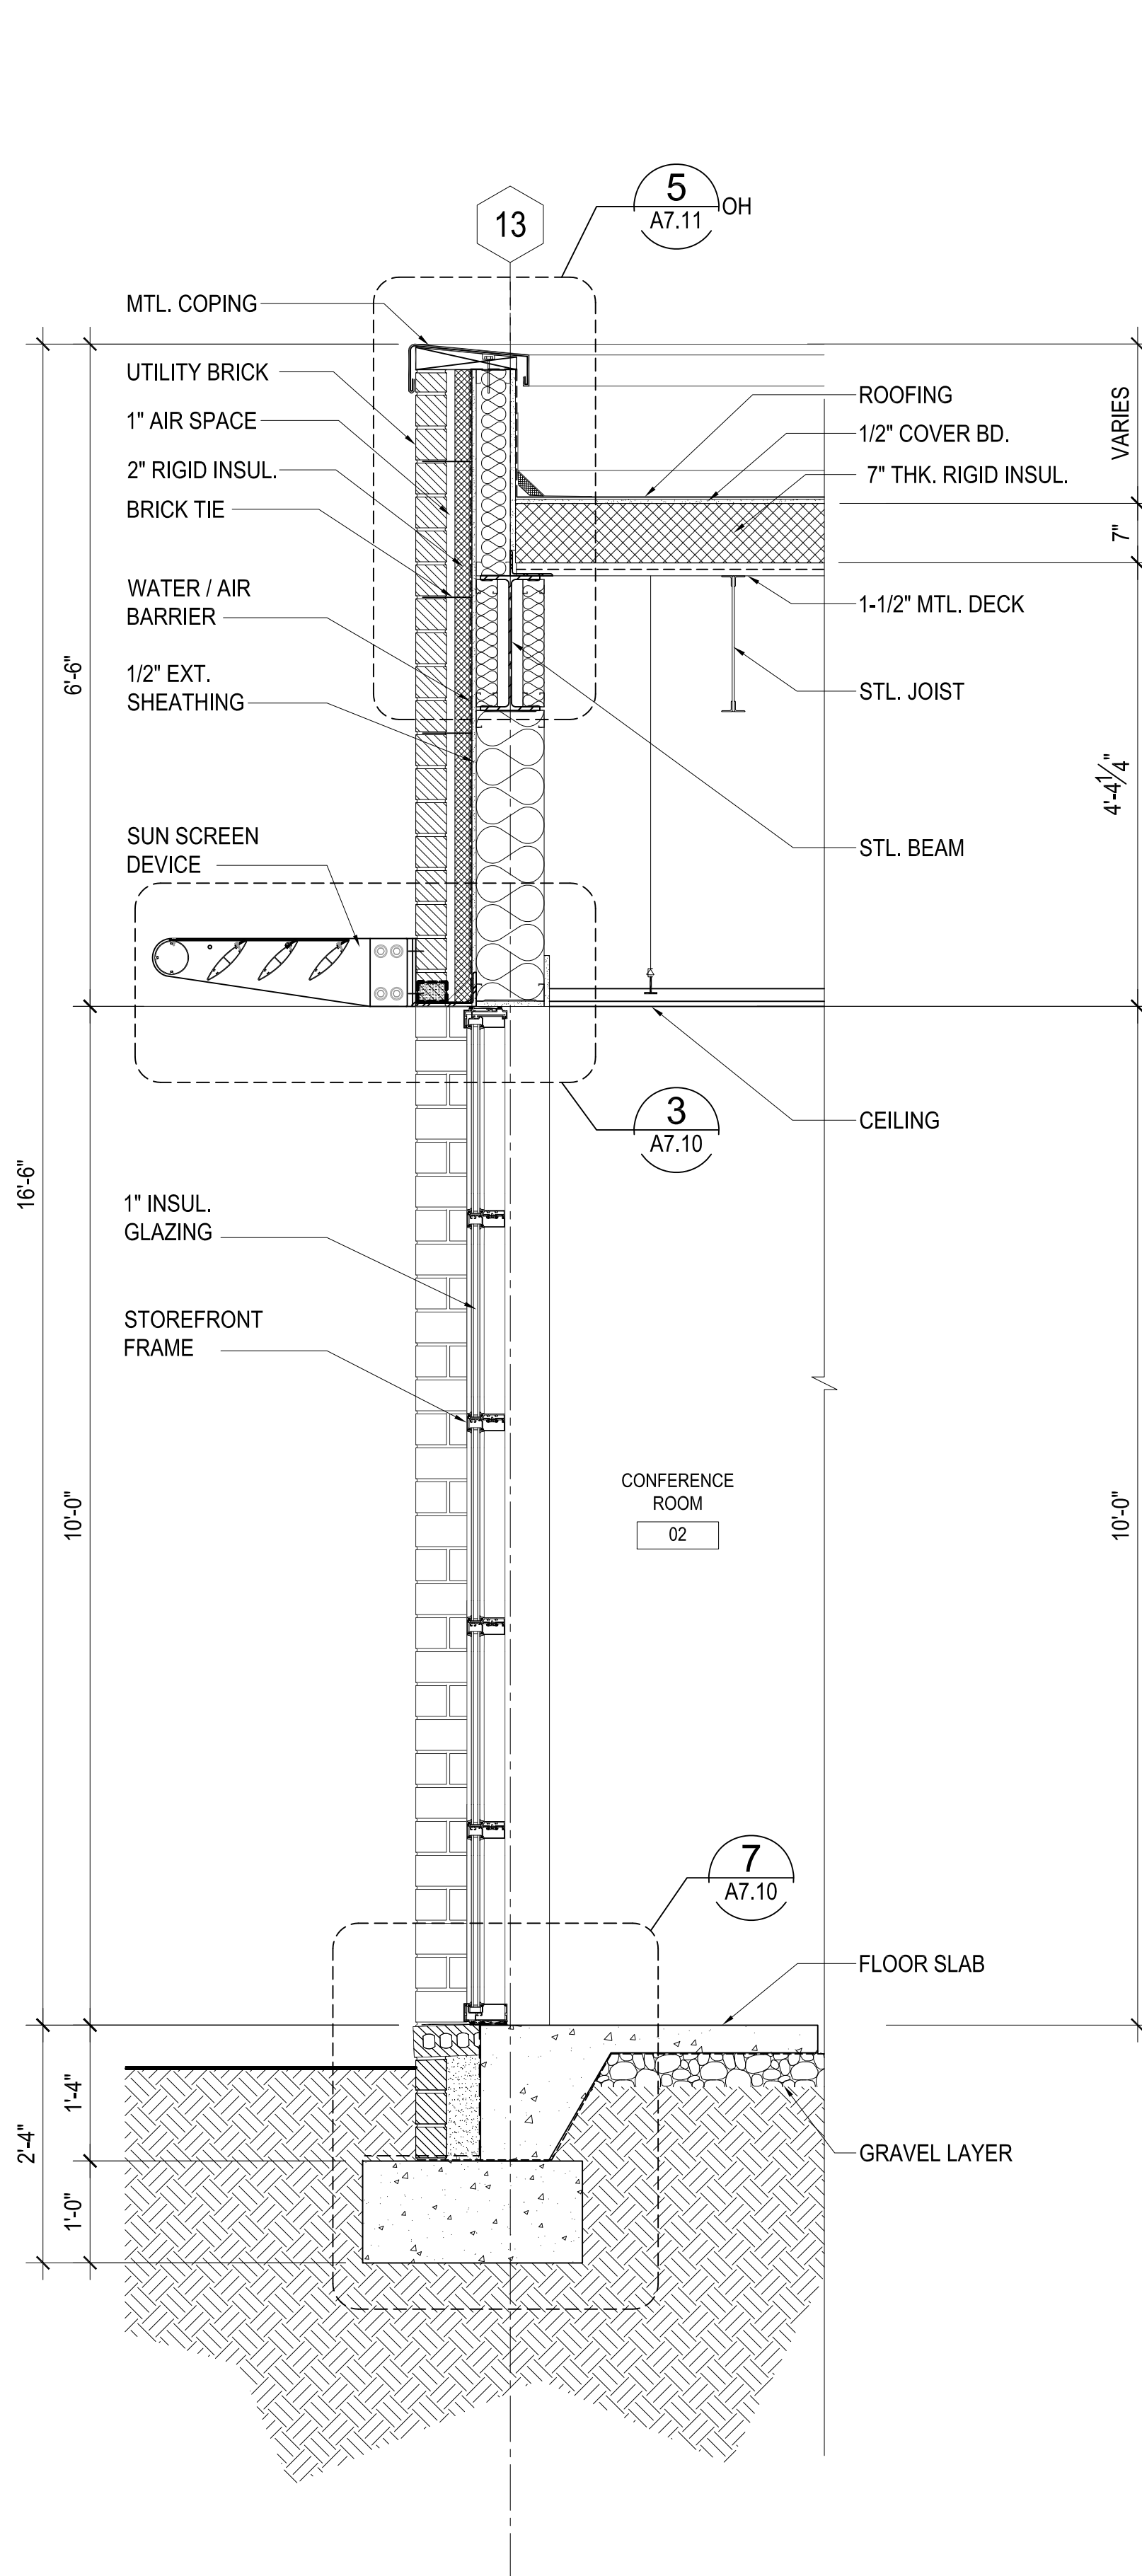 5
A7.11
OH
13
MTL. COPING
UTILITY BRICK
1" AIR SPACE
2" RIGID INSUL.
BRICK TIE
WATER / AIR
BARRIER
1/2" EXT.
SHEATHING
SUN SCREEN
DEVICE
ROOFING
1/2" COVER BD.
7" THK. RIGID INSUL.
1-1/2" MTL. DECK
STL. JOIST
STL. BEAM
VARIES
7"
4'-4 1/4"
6'-6"
16'-6"
3
A7.10
CEILING
1" INSUL.
GLAZING
STOREFRONT
FRAME
CONFERENCE
ROOM
02
10'-0"
10'-0"
7
A7.10
FLOOR SLAB
GRAVEL LAYER
1'-4"
2'-4"
1'-0"